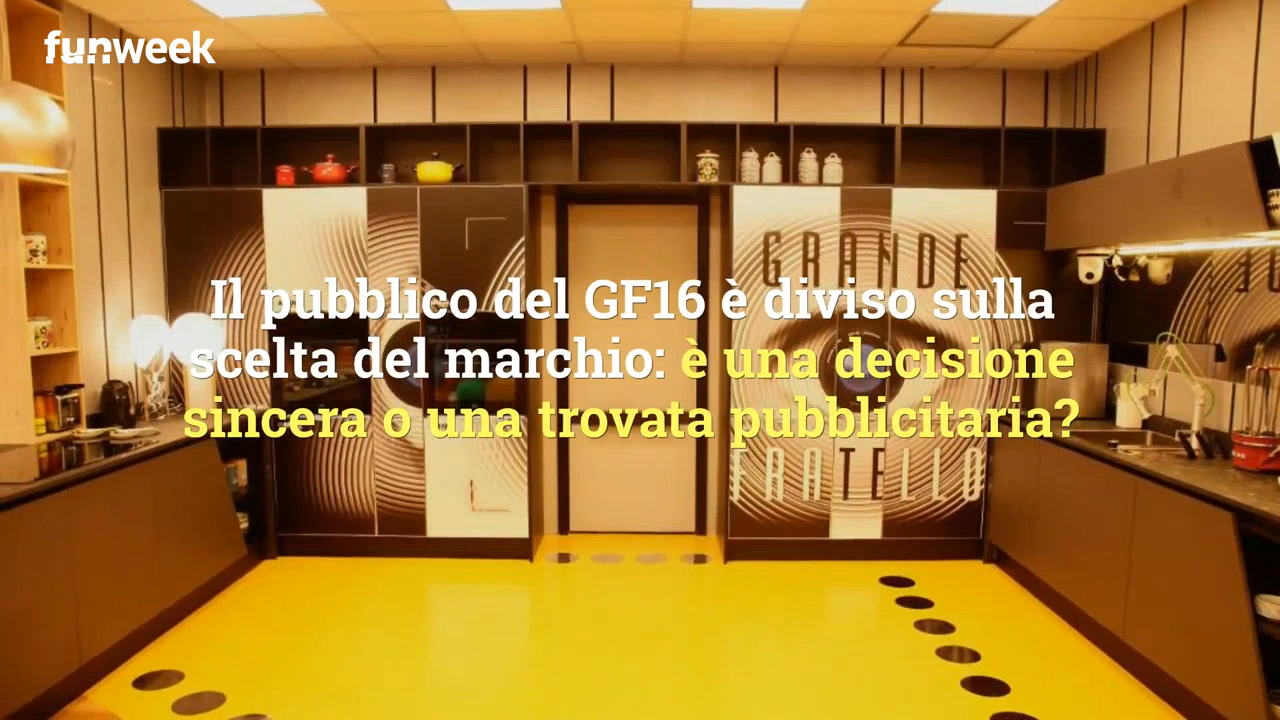 funweek
GRANDE
Il pubblico del GF16 è diviso sulla
scelta del marchio: è una decisione
sincera o una trovata pubblicitaria?
FRATELLO